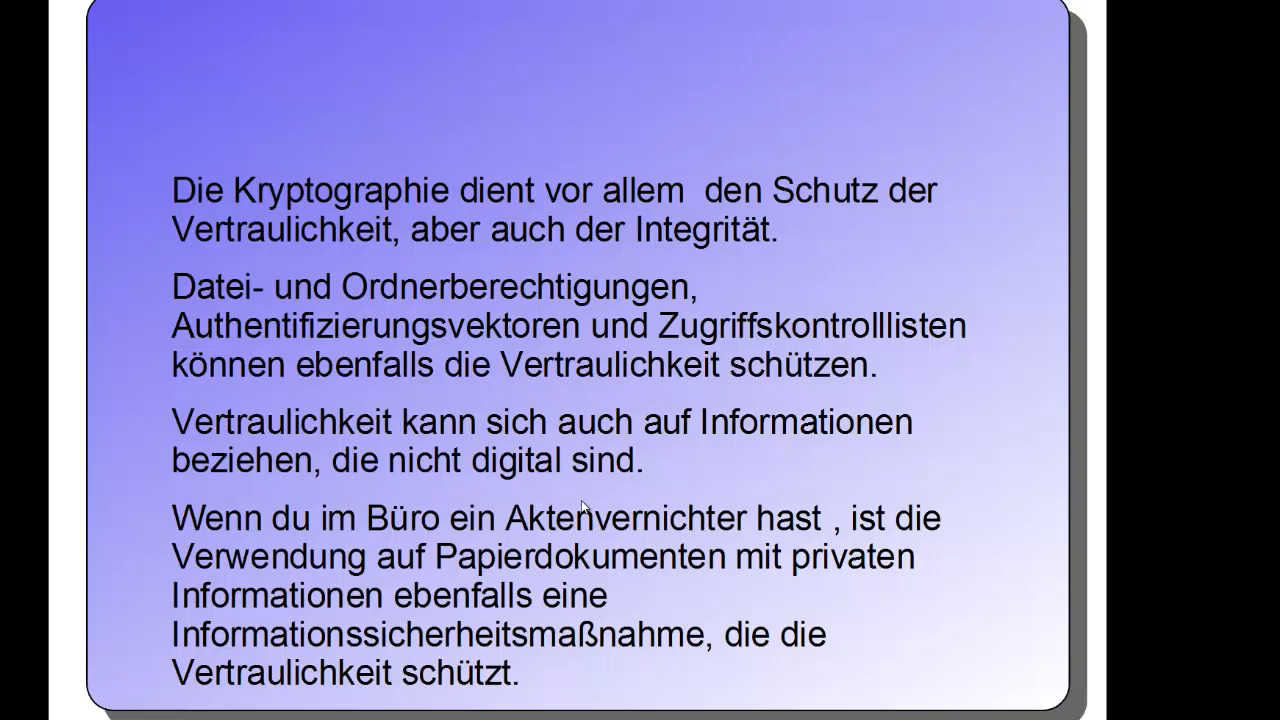 Die Kryptographie dient vor allem  den Schutz der
Vertraulichkeit, aber auch der Integrität.
Datei- und Ordnerberechtigungen,
Authentifizierungsvektoren und Zugriffskontrolllisten
können ebenfalls die Vertraulichkeit schützen.
Vertraulichkeit kann sich auch auf Informationen
beziehen, die nicht digital sind.
Wenn du im Büro ein Aktenvernichter hast , ist die
Verwendung auf Papierdokumenten mit privaten
Informationen ebenfalls eine
Informationssicherheitsmaßnahme, die die
Vertraulichkeit schützt.